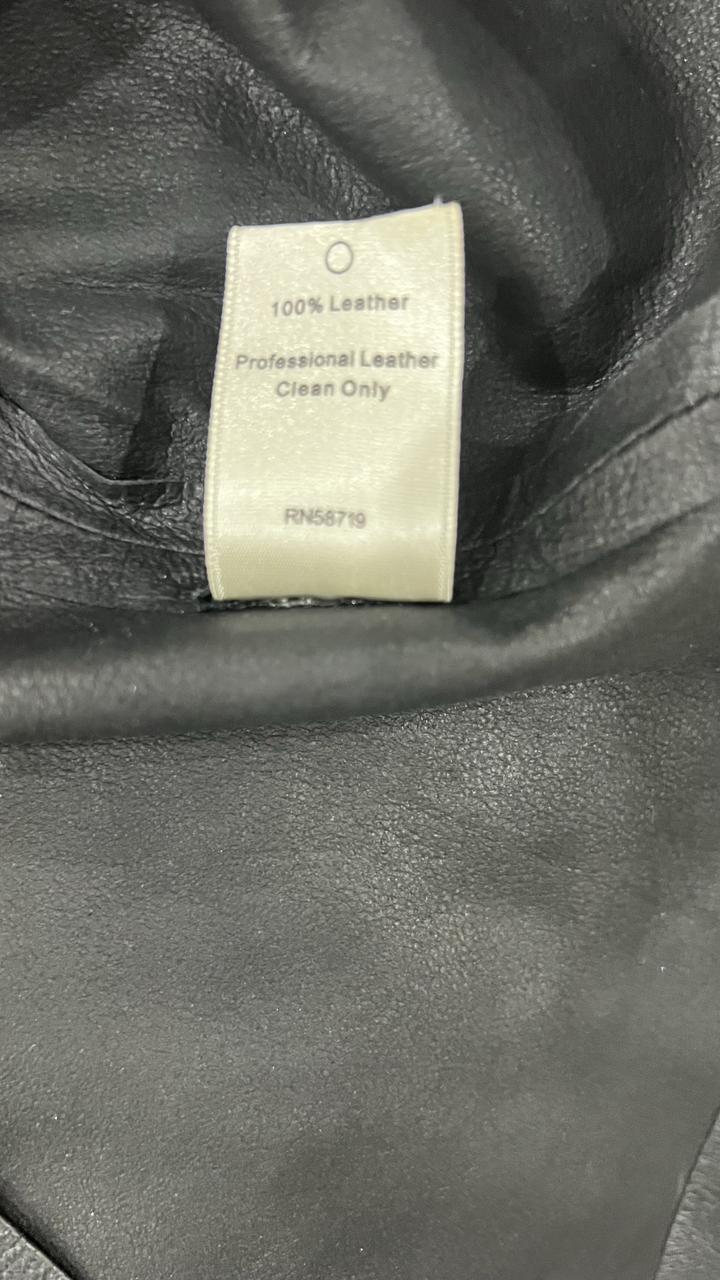 100% Leather
Professional Leather
Clean Only
RN58719